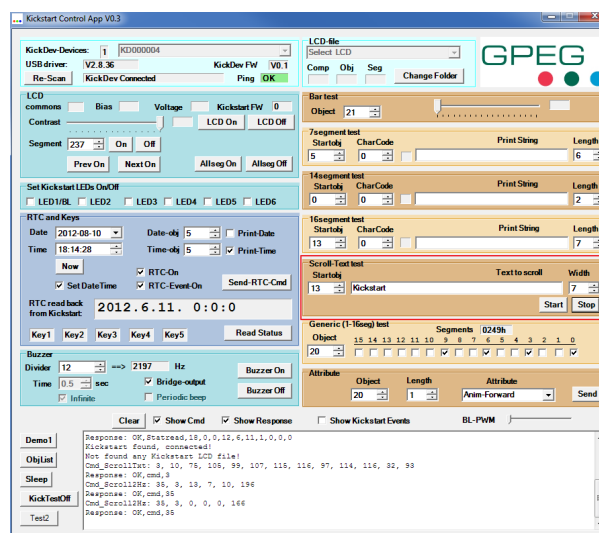 Kickstart Control App V0.3
KickDev-Devices: 1 KD000004
USB driver: V2.8.36 KickDev FW V0.1
Re-Scan KickDev Connected Ping OK
LCD-file
Select LCD
Comp Obj Seg
Change Folder
GPEG
LCD
commons Bias Voltage Kickstart FW 0
Contrast LCD On LCD Off
Segment 237 On Off
Prev On Next On Allseg On Allseg Off
Set Kickstart LEDs On/Off
LED1/BL LED2 LED3 LED4 LED5 LED6
RTC and Keys
Date 2012-08-10 Date-obj 5 Print-Date
Time 18:14:28 Time-obj 5 Print-Time
Now RTC-On
Set DateTime RTC-Event-On Send-RTC-Cmd
RTC read back
from Kickstart: 2012.6.11. 0:0:0
Key1 Key2 Key3 Key4 Key5 Read Status
Buzzer
Divider 12 ==> 2197 Hz Buzzer On
Time 0.5 sec Bridge-output
Infinite Periodic beep Buzzer Off
Bar test
Object 21
7segment test
Startobj CharCode Print String Length
5 0 6
14segment test
Startobj CharCode Print String Length
0 0 2
16segment test
Startobj CharCode Print String Length
13 0 7
Scroll-Text test
Startobj Text to scroll Width
13 Kickstart 7
Start Stop
Generic (1-16seg) test
Segments 0249h
Object 15 14 13 12 11 10 9 8 7 6 5 4 3 2 1 0
20
Attribute
Object Length Attribute
20 1 Anim-Forward Send
Clear Show Cmd Show Response Show Kickstart Events BL-PWM
Demo1
ObjList
Sleep
KickTestOff
Test2
Response: OK,Statread,18,0,0,12,6,11,1,0,0,0
Kickstart found, connected!
Not found any Kickstart LCD file!
Cmd_ScrollTxt: 3, 10, 75, 105, 99, 107, 115, 116, 97, 114, 116, 32, 93
Response: OK,cmd,3
Cmd_Scroll2Hz: 35, 3, 13, 7, 10, 196
Response: OK,cmd,35
Cmd_Scroll2Hz: 35, 3, 0, 0, 0, 166
Response: OK,cmd,35